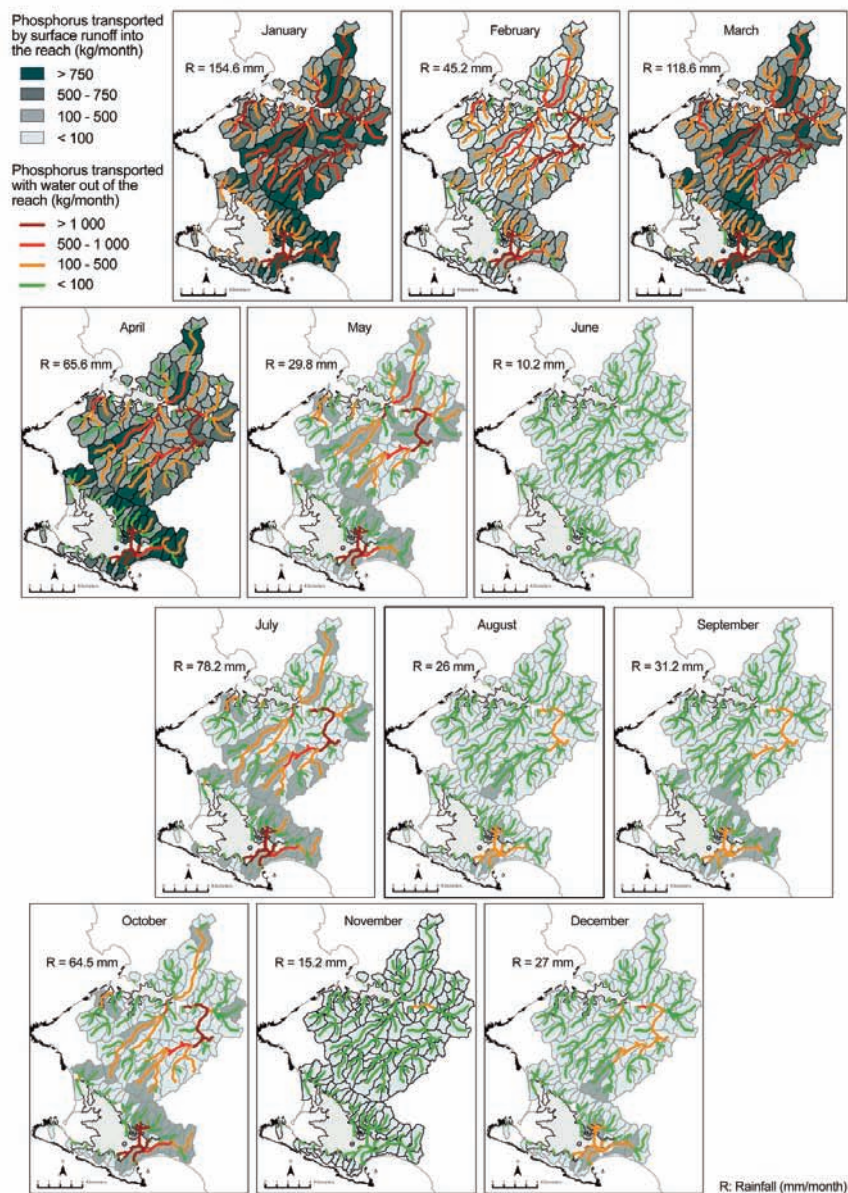 Phosphorus transported
by surface runoff into
the reach (kg/month)
> 750
500 - 750
100 - 500
< 100
Phosphorus transported
with water out of the
reach (kg/month)
> 1 000
500 - 1 000
100 - 500
< 100
January
R = 154.6 mm
February
R = 45.2 mm
March
R = 118.6 mm
April
R = 65.6 mm
May
R = 29.8 mm
June
R = 10.2 mm
July
R = 78.2 mm
August
R = 26 mm
September
R = 31.2 mm
October
R = 64.5 mm
November
R = 15.2 mm
December
R = 27 mm
R: Rainfall (mm/month)